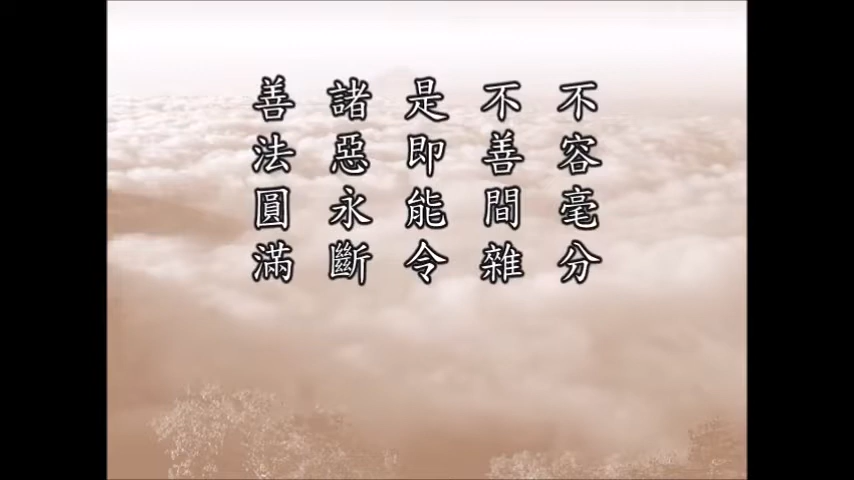 不容毫分
不善間雜
是即能令
諸惡永斷
善法圓滿